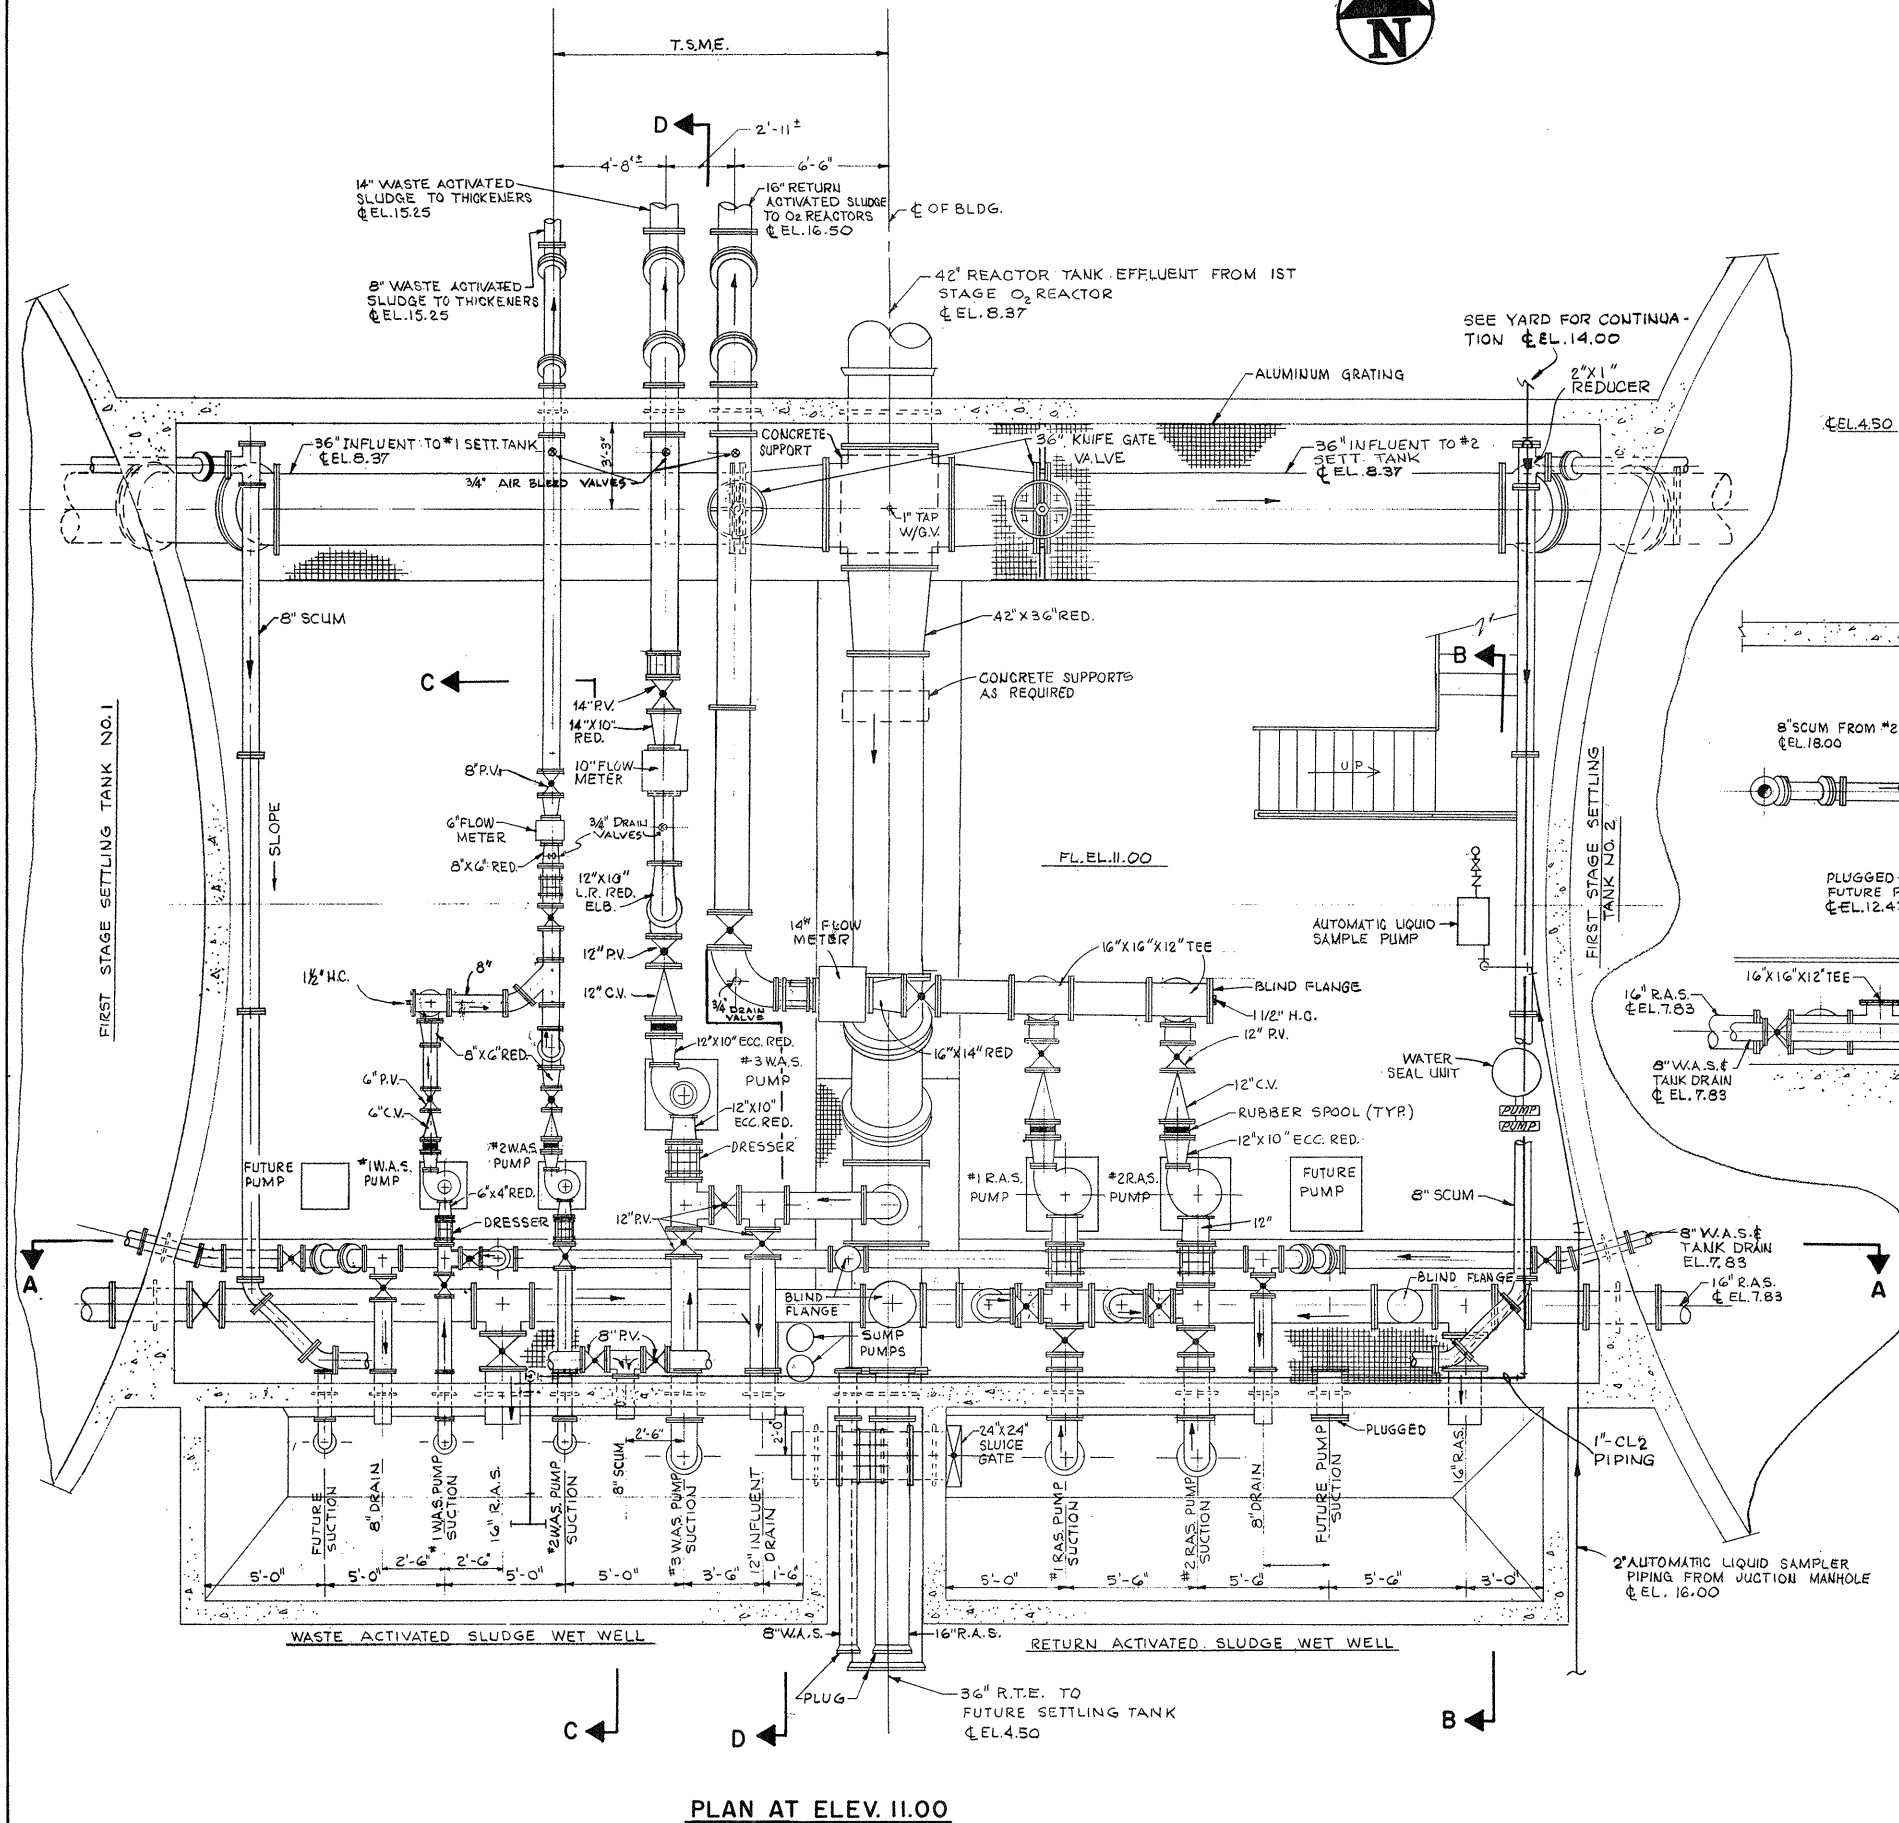 N
T.S.M.E.
D
2'-11±
4'-8"±
6'-6"
14" WASTE ACTIVATED
SLUDGE TO THICKENERS
℄ EL.15.25
16" RETURN
ACTIVATED SLUDGE
TO O2 REACTORS
℄ EL.16.50
℄ OF BLDG.
8" WASTE ACTIVATED
SLUDGE TO THICKENERS
℄ EL.15.25
42" REACTOR TANK EFFLUENT FROM 1ST
STAGE O2 REACTOR
℄ EL. 8.37
SEE YARD FOR CONTINUA-
TION ℄ EL. 14.00
ALUMINUM GRATING
2"X1"
REDUCER
℄ EL.4.50
36" INFLUENT TO #1 SETT. TANK
℄ EL.8.37
3'-3"
CONCRETE
SUPPORT
36" KNIFE GATE
VALVE
36" INFLUENT TO #2
SETT. TANK
℄ EL. 8.37
3/4" AIR BLEED VALVES
1" TAP
W/G.V.
8" SCUM
42"X36" RED.
2'
B
C
CONCRETE SUPPORTS
AS REQUIRED
14" P.V.
14"X10"
RED.
FIRST STAGE SETTLING TANK NO.1
8" SCUM FROM #2
℄ EL.18.00
8" P.V.
10" FLOW
METER
UP
FIRST STAGE SETTLING
TANK NO. 2
SLOPE
6" FLOW
METER
3/4" DRAIN
VALVES
8"X6" RED.
FL. EL. 11.00
12"X10"
L.R. RED.
ELB.
PLUGGED
FUTURE P
℄ EL.12.4
14" FLOW
METER
AUTOMATIC LIQUID
SAMPLE PUMP
12" P.V.
16"X16"X12" TEE
1½" H.C.
8"
16"X16"X12" TEE
3/4" DRAIN
VALVE
12" C.V.
BLIND FLANGE
1 1/2" H.C.
16" R.A.S.
℄ EL.7.83
12" P.V.
12"X10" ECC. RED.
8"X6" RED.
16"X14" RED
#3 W.A.S.
PUMP
WATER
SEAL UNIT
8" W.A.S.&
TANK DRAIN
℄ EL. 7.83
6" P.V.
12" C.V.
6" C.V.
12"X10"
ECC. RED.
RUBBER SPOOL (TYP.)
PUMP
PUMP
12"X10" ECC. RED.
#2 W.A.S.
PUMP
DRESSER
FUTURE
PUMP
#1 W.A.S.
PUMP
#1 R.A.S.
PUMP
#2 R.A.S.
PUMP
FUTURE
PUMP
6"X4" RED.
8" SCUM
12" P.V.
12"
DRESSER
8" W.A.S.&
TANK DRAIN
EL. 7.83
A
A
BLIND FLANGE
16" R.A.S.
℄ EL.7.83
BLIND
FLANGE
8" P.V.
SUMP
PUMPS
2'-0"
2'-6"
24"X24"
SLUICE
GATE
PLUGGED
1"-CL2
PIPING
FUTURE
SUCTION
8" DRAIN
#1 W.A.S. PUMP
SUCTION
16" R.A.S.
#2 W.A.S. PUMP
SUCTION
8" SCUM
#3 W.A.S. PUMP
SUCTION
12" INFLUENT
DRAIN
#1 R.A.S. PUMP
SUCTION
#2 R.A.S. PUMP
SUCTION
8" DRAIN
FUTURE PUMP
SUCTION
16" R.A.S.
2'-6" 2'-6"
5'-0" 5'-0" 5'-0" 5'-0" 3'-6" 1'-6"
5'-0" 5'-6" 5'-6" 5'-6" 3'-0"
2" AUTOMATIC LIQUID SAMPLER
PIPING FROM JUCTION MANHOLE
℄ EL. 16.00
WASTE ACTIVATED SLUDGE WET WELL
8" W.A.S.
16" R.A.S.
RETURN ACTIVATED SLUDGE WET WELL
PLUG
36" R.T.E. TO
FUTURE SETTLING TANK
℄ EL.4.50
C
D
B
PLAN AT ELEV. 11.00